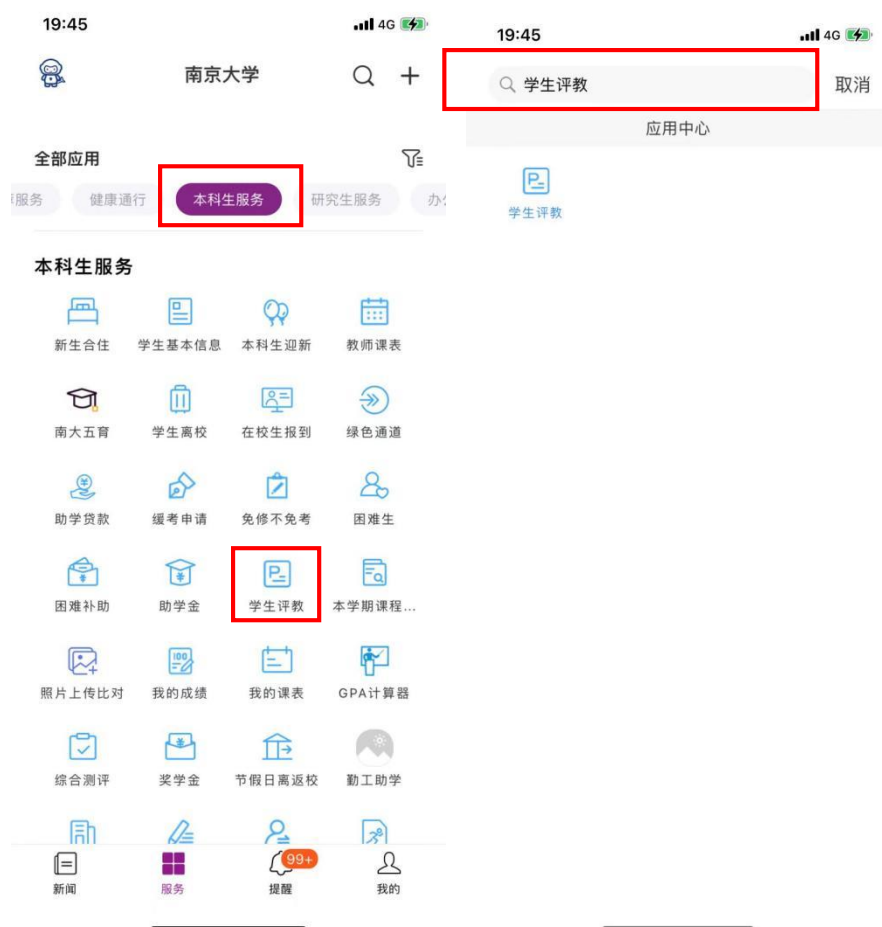 19:45
4G
南京大学
全部应用
服务
健康通行
本科生服务
研究生服务
办
本科生服务
新生合住
学生基本信息
本科生迎新
教师课表
南大五育
学生离校
在校生报到
绿色通道
助学贷款
缓考申请
免修不免考
困难生
困难补助
助学金
学生评教
本学期课程...
照片上传比对
我的成绩
我的课表
GPA计算器
综合测评
奖学金
节假日离返校
勤工助学
新闻
服务
99+
提醒
我的
19:45
4G
学生评教
取消
应用中心
学生评教